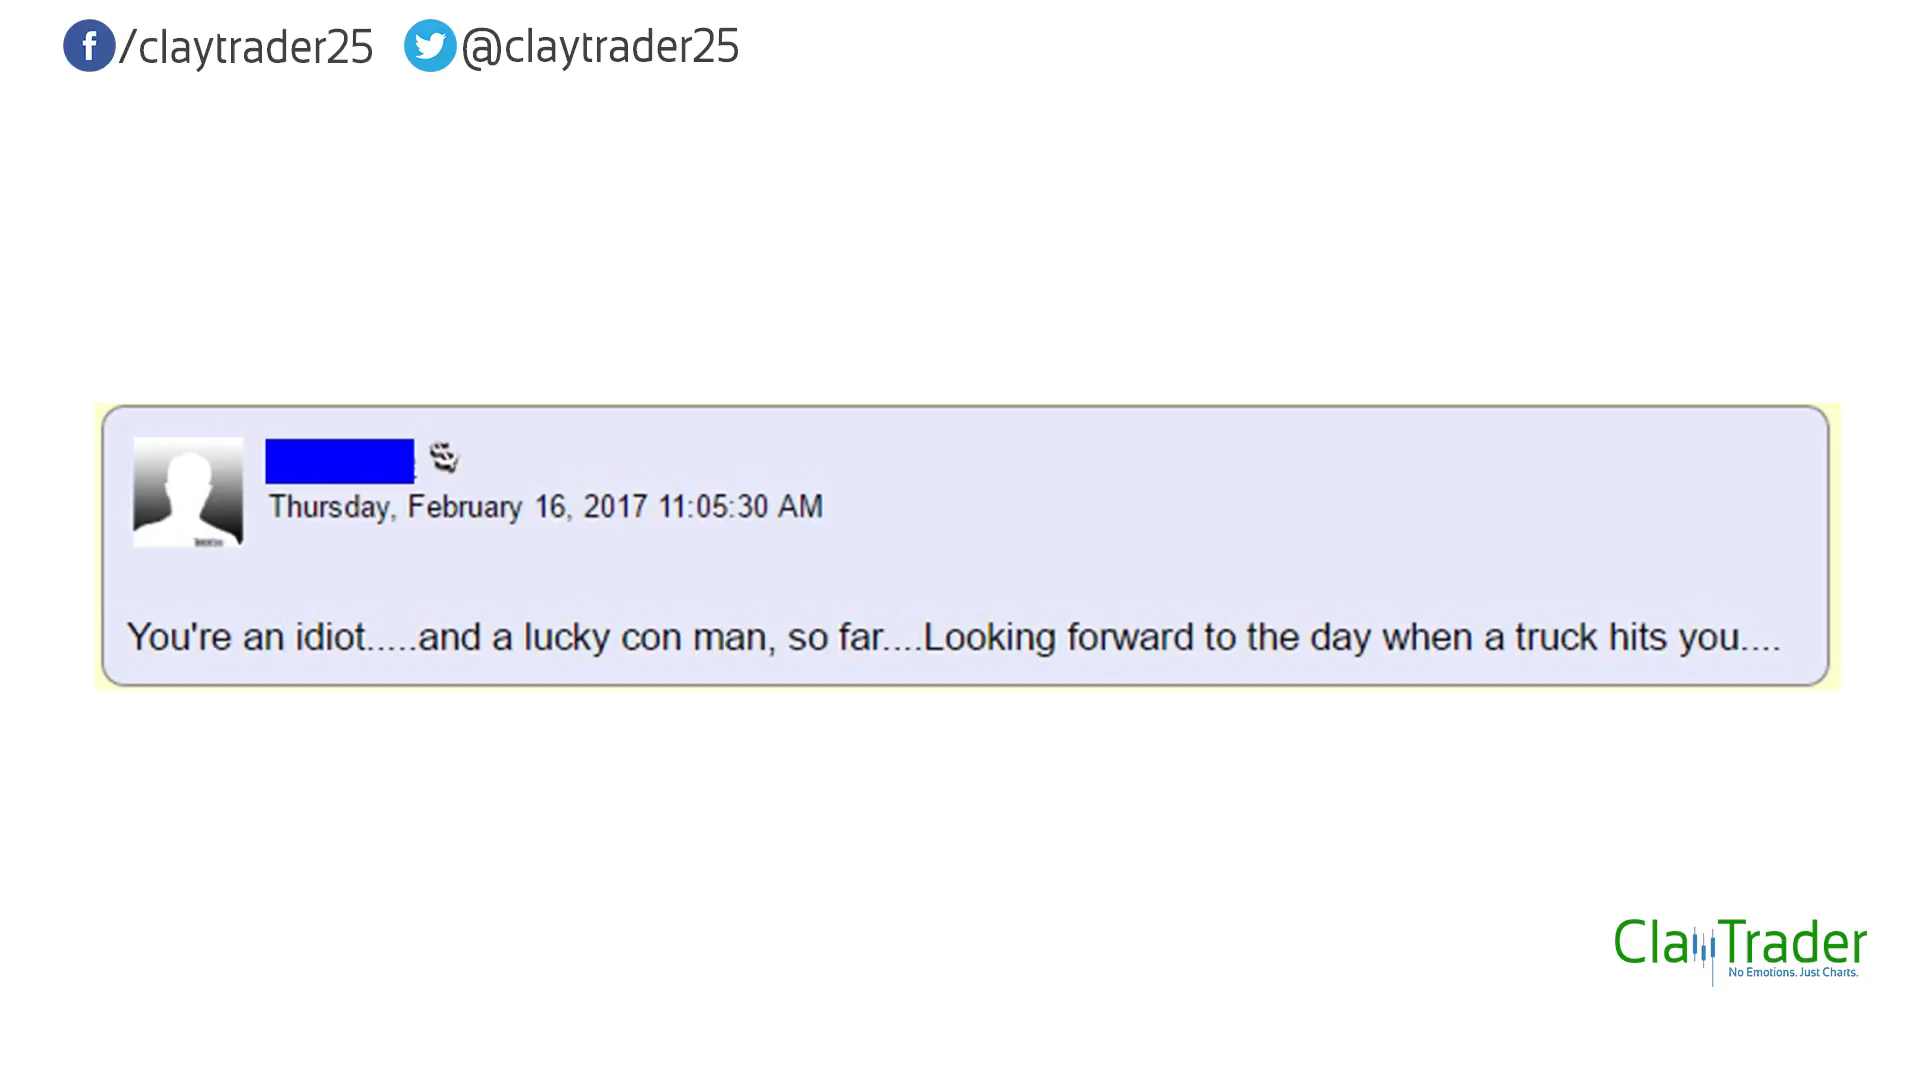 f/claytrader25 @claytrader25
Thursday, February 16, 2017 11:05:30 AM
You're an idiot.....and a lucky con man, so far....Looking forward to the day when a truck hits you....
ClayTrader
No Emotions. Just Charts.